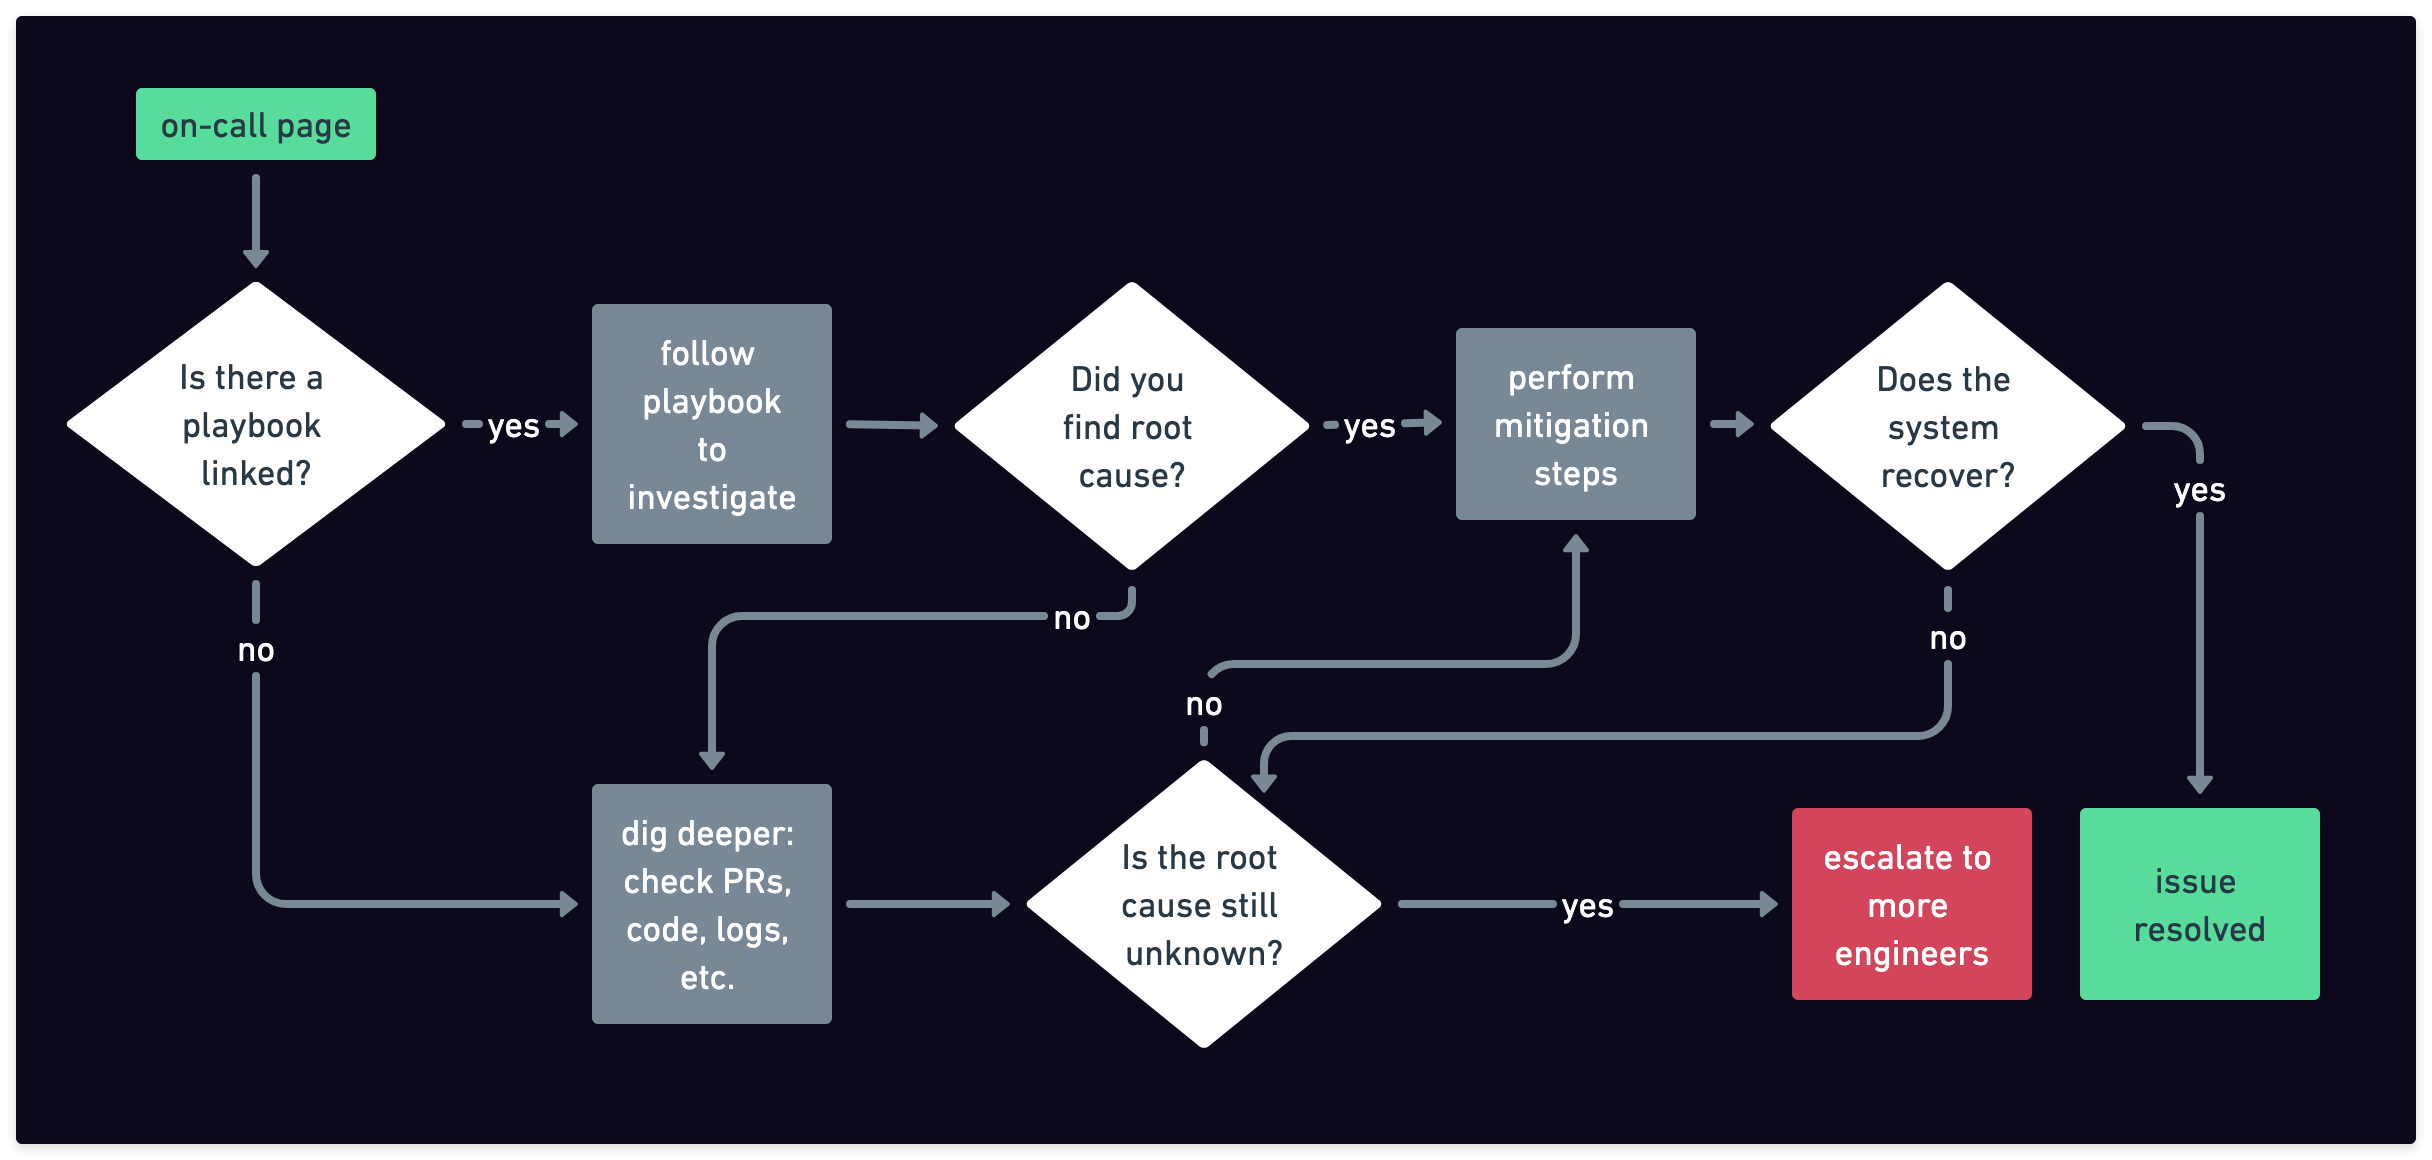 on-call page
Is there a
playbook
linked?
yes
follow
playbook
to
investigate
Did you
find root
cause?
yes
perform
mitigation
steps
Does the
system
recover?
yes
no
no
no
no
dig deeper:
check PRs,
code, logs,
etc.
Is the root
cause still
unknown?
yes
escalate to
more
engineers
issue
resolved